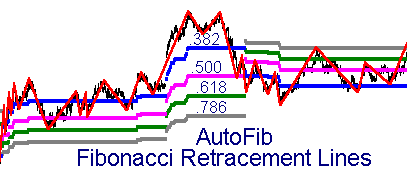 .382
.500
.618
.786
AutoFib
Fibonacci Retracement Lines